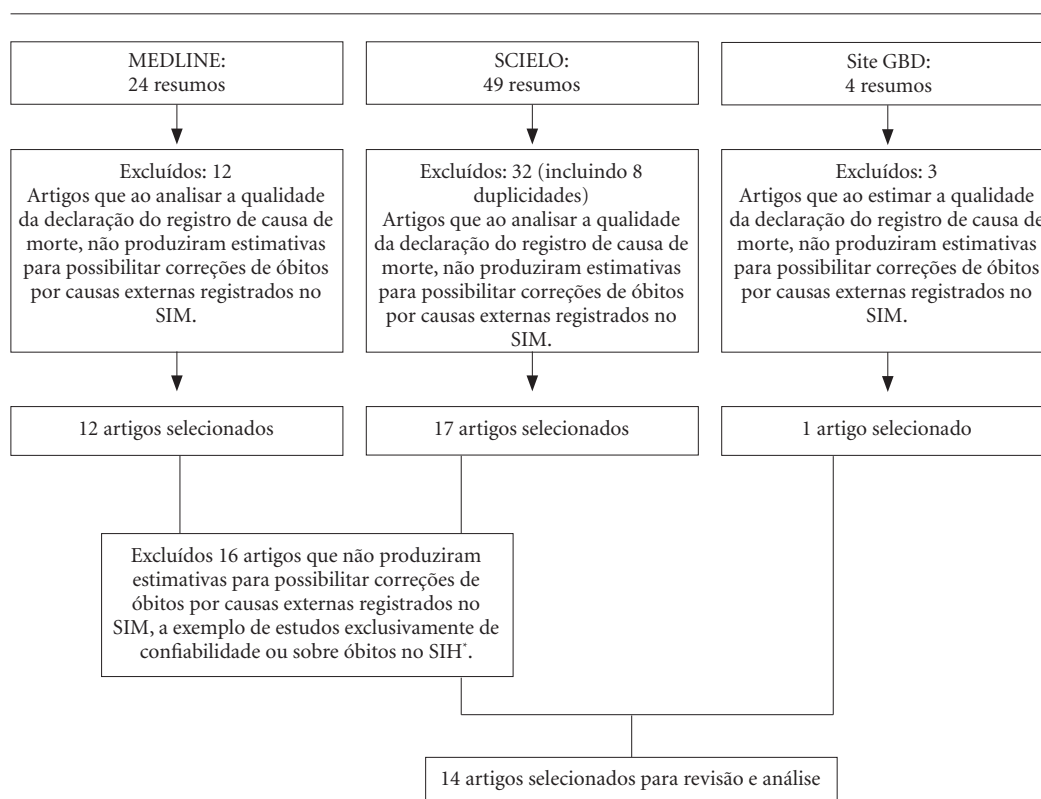 MEDLINE:
24 resumos
SCIELO:
49 resumos
Site GBD:
4 resumos
Excluídos: 12
Artigos que ao analisar a qualidade
da declaração do registro de causa de
morte, não produziram estimativas
para possibilitar correções de óbitos
por causas externas registrados no
SIM.
Excluídos: 32 (incluindo 8
duplicidades)
Artigos que ao analisar a qualidade
da declaração do registro de causa de
morte, não produziram estimativas
para possibilitar correções de óbitos
por causas externas registrados no
SIM.
Excluídos: 3
Artigos que ao estimar a qualidade
da declaração do registro de causa de
morte, não produziram estimativas
para possibilitar correções de óbitos
por causas externas registrados no
SIM.
12 artigos selecionados
17 artigos selecionados
1 artigo selecionado
Excluídos 16 artigos que não produziram
estimativas para possibilitar correções de
óbitos por causas externas registrados no
SIM, a exemplo de estudos exclusivamente de
confiabilidade ou sobre óbitos no SIH*.
14 artigos selecionados para revisão e análise